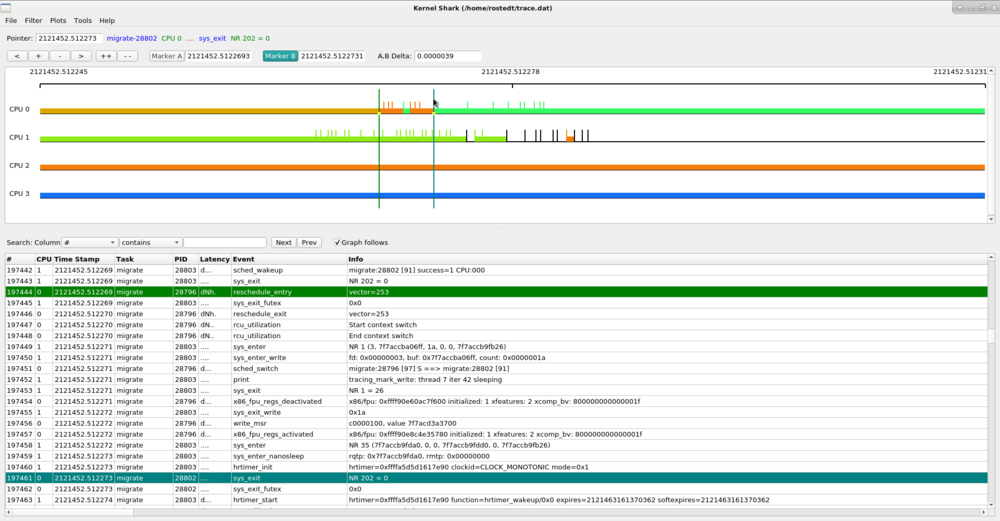 Kernel Shark (/home/rostedt/trace.dat)
File Filter Plots Tools Help
Pointer: 2121452.512273 migrate-28802 CPU 0 .... sys_exit NR 202 = 0
< + - > ++ -- Marker A 2121452.5122693 Marker B 2121452.5122731 A,B Delta: 0.0000039
2121452.512245 2121452.512278 2121452.51231
CPU 0
CPU 1
CPU 2
CPU 3
Search: Column # contains Next Prev Graph follows
# CPU Time Stamp Task PID Latency Event Info
197442 1 2121452.512269 migrate 28803 d... sched_wakeup migrate:28802 [91] success=1 CPU:000
197443 1 2121452.512269 migrate 28803 .... sys_exit NR 202 = 0
197444 0 2121452.512269 migrate 28796 dNh. reschedule_entry vector=253
197445 1 2121452.512269 migrate 28803 .... sys_exit_futex 0x0
197446 0 2121452.512270 migrate 28796 dNh. reschedule_exit vector=253
197447 0 2121452.512270 migrate 28796 dN.. rcu_utilization Start context switch
197448 0 2121452.512270 migrate 28796 dN.. rcu_utilization End context switch
197449 1 2121452.512271 migrate 28803 .... sys_enter NR 1 (3, 7f7accba06ff, 1a, 0, 0, 7f7accb9fb26)
197450 1 2121452.512271 migrate 28803 .... sys_enter_write fd: 0x00000003, buf: 0x7f7accba06ff, count: 0x0000001a
197451 0 2121452.512271 migrate 28796 d... sched_switch migrate:28796 [97] S ==> migrate:28802 [91]
197452 1 2121452.512271 migrate 28803 .... print tracing_mark_write: thread 7 iter 42 sleeping
197453 1 2121452.512271 migrate 28803 .... sys_exit NR 1 = 26
197454 0 2121452.512271 migrate 28796 d... x86_fpu_regs_deactivated x86/fpu: 0xffff90e60ac7f600 initialized: 1 xfeatures: 2 xcomp_bv: 800000000000001f
197455 1 2121452.512272 migrate 28803 .... sys_exit_write 0x1a
197456 0 2121452.512272 migrate 28796 d... write_msr c0000100, value 7f7acd3a3700
197457 0 2121452.512272 migrate 28796 d... x86_fpu_regs_activated x86/fpu: 0xffff90e8c4e35780 initialized: 1 xfeatures: 2 xcomp_bv: 800000000000001f
197458 1 2121452.512273 migrate 28803 .... sys_enter NR 35 (7f7accb9fda0, 0, 7f7accb9fdd0, 0, 0, 7f7accb9fb26)
197459 1 2121452.512273 migrate 28803 .... sys_enter_nanosleep rqtp: 0x7f7accb9fda0, rmtp: 0x00000000
197460 1 2121452.512273 migrate 28803 .... hrtimer_init hrtimer=0xffffa5d5d1617e90 clockid=CLOCK_MONOTONIC mode=0x1
197461 0 2121452.512273 migrate 28802 .... sys_exit NR 202 = 0
197462 0 2121452.512273 migrate 28802 .... sys_exit_futex 0x0
197463 1 2121452.512274 migrate 28803 d... hrtimer_start hrtimer=0xffffa5d5d1617e90 function=hrtimer_wakeup/0x0 expires=2121463161370362 softexpires=2121463161370362